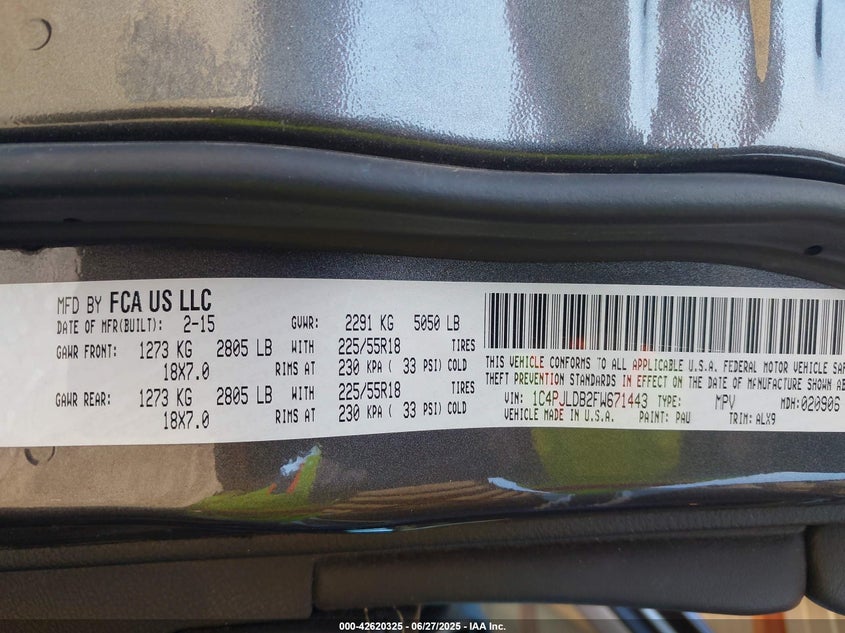 MFD BY FCA US LLC
DATE OF MFR(BUILT): 2-15 GVWR: 2291 KG 5050 LB
GAWR FRONT: 1273 KG 2805 LB WITH 225/55R18 TIRES
18X7.0 RIMS AT 230 KPA ( 33 PSI) COLD
GAWR REAR: 1273 KG 2805 LB WITH 225/55R18 TIRES
18X7.0 RIMS AT 230 KPA ( 33 PSI) COLD
THIS VEHICLE CONFORMS TO ALL APPLICABLE U.S.A. FEDERAL MOTOR VEHICLE SAF
THEFT PREVENTION STANDARDS IN EFFECT ON THE DATE OF MANUFACTURE SHOWN AB
VIN: 1C4PJLDB2FW671443 TYPE: MPV MDH: 020906
VEHICLE MADE IN U.S.A. PAINT: PAU TRIM: ALX9
000-42620325 - 06/27/2025 - IAA Inc.